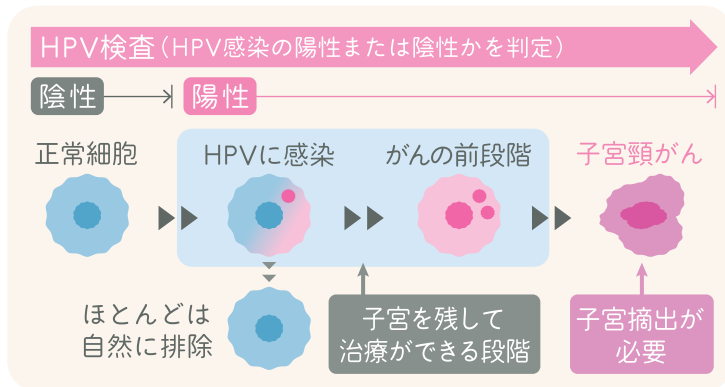 HPV検査(HPV感染の陽性または陰性かを判定)
陰性
陽性
正常細胞
HPVに感染
がんの前段階
子宮頸がん
ほとんどは
自然に排除
子宮を残して
治療ができる段階
子宮摘出が
必要